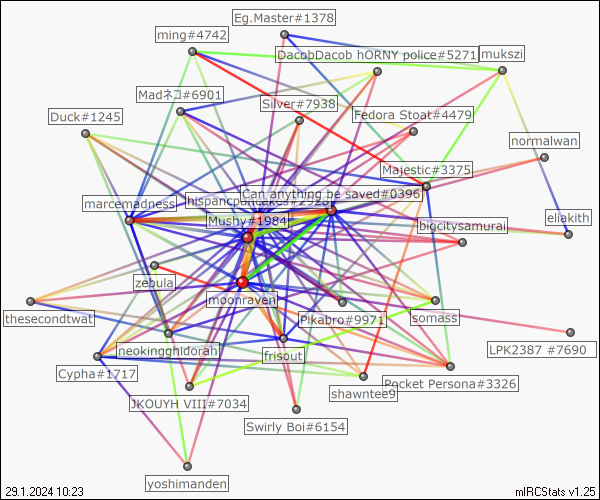 Eg.Master#1378
ming#4742
DacobDacob hORNY police#5271
mukszi
Madネコ#6901
Silver#7938
Fedora Stoat#4479
Duck#1245
normalwan
Majestic#3375
Can anything be saved#0396
marcemadness
Mushy#1984
bigcitysamurai
eliakith
zebula
moonraven
thesecondtwat
Pikabro#9971
somass
neokingghidorah
frisout
LPK2387 #7690
Cypha#1717
Pocket Persona#3326
shawntee9
JKOUYH VIII#7034
Swirly Boi#6154
yoshimanden
29.1.2024 10:23
mIRCStats v1.25